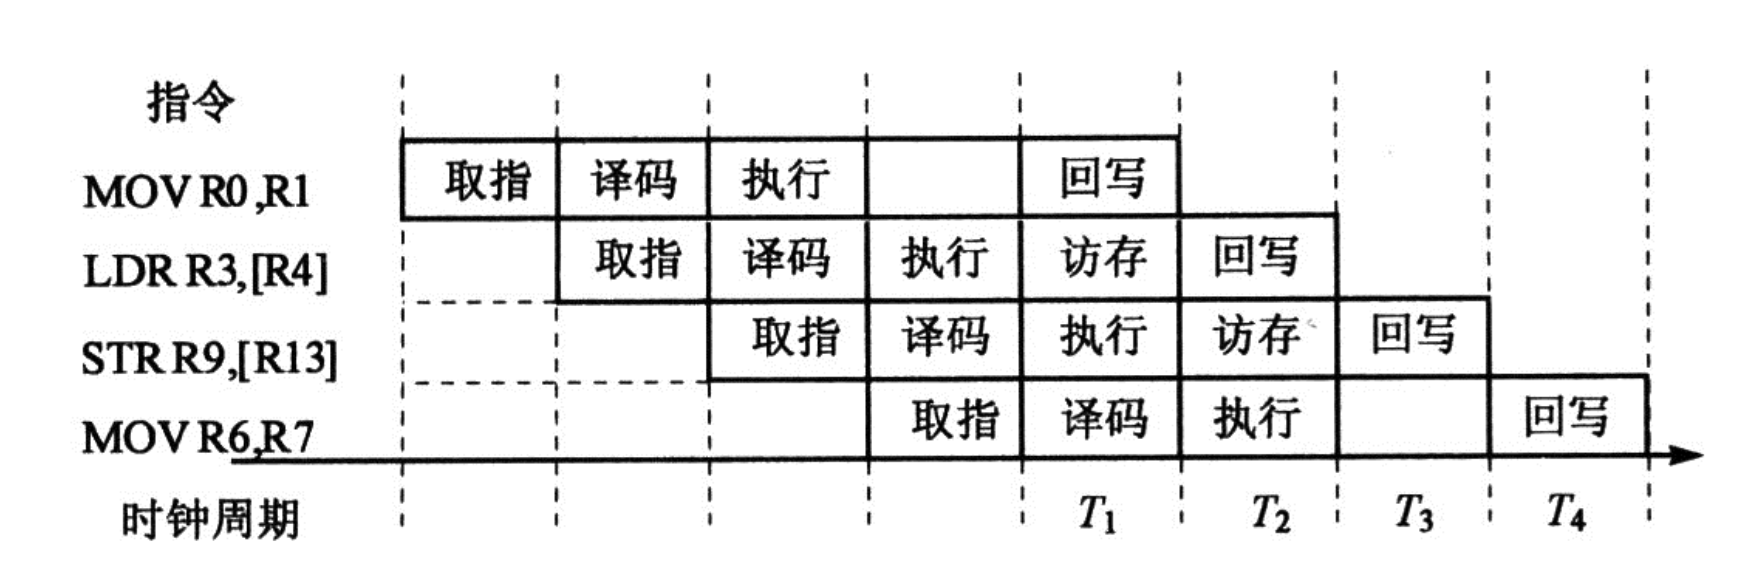 指令
MOV R0,R1 取指 译码 执行 回写
LDR R3,[R4] 取指 译码 执行 访存 回写
STR R9,[R13] 取指 译码 执行 访存 回写
MOV R6,R7 取指 译码 执行 回写
时钟周期 T1 T2 T3 T4